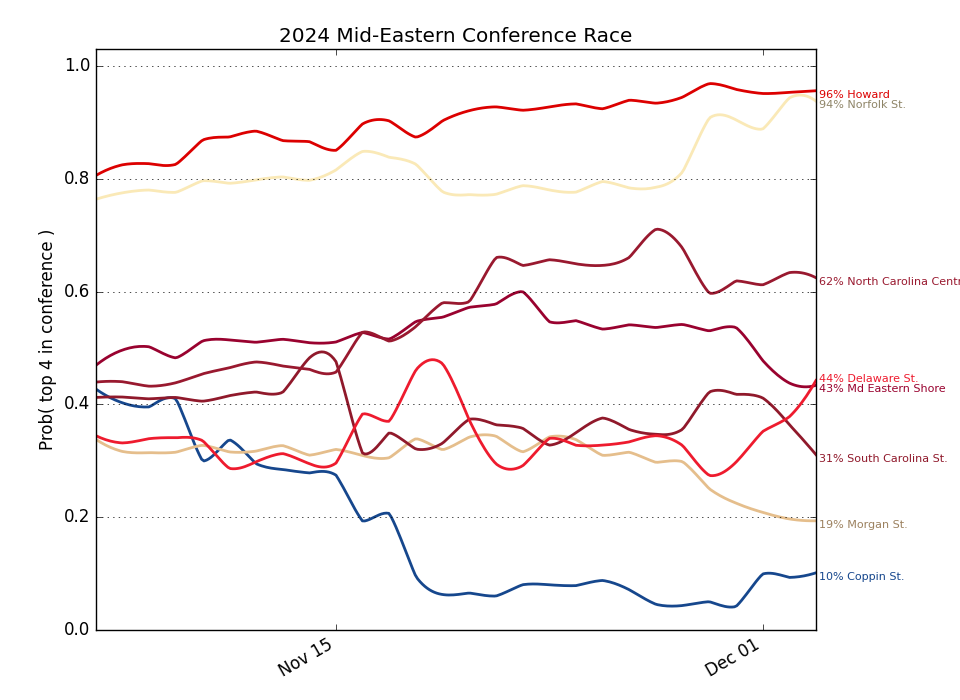 2024 Mid-Eastern Conference Race
1.0
0.8
0.6
0.4
0.2
0.0
Prob( top 4 in conference )
Nov 15
Dec 01
96% Howard
94% Norfolk St.
62% North Carolina Centr
44% Delaware St.
43% Md Eastern Shore
31% South Carolina St.
19% Morgan St.
10% Coppin St.